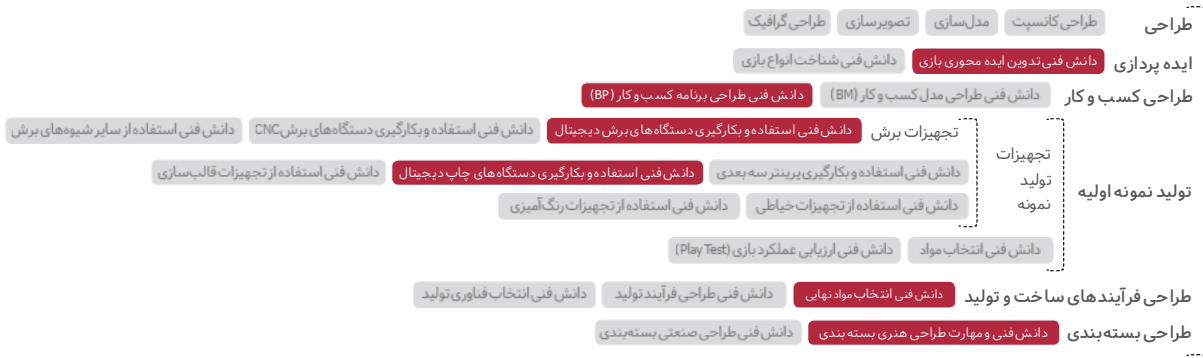 طراحی طراحی کانسپت مدل‌سازی تصویرسازی طراحی گرافیک
ایده پردازی دانش فنی تدوین ایده محوری بازی دانش فنی شناخت انواع بازی
طراحی کسب و کار دانش فنی طراحی مدل کسب و کار (BM) دانش فنی طراحی برنامه کسب و کار (BP)
تجهیزات برش دانش فنی استفاده و بکارگیری دستگاه‌های برش دیجیتال دانش فنی استفاده و بکارگیری دستگاه‌های برش CNC دانش فنی استفاده از سایر شیوه‌های برش
تولید نمونه اولیه
تجهیزات
تولید
نمونه
دانش فنی استفاده و بکارگیری پرینتر سه بعدی دانش فنی استفاده و بکارگیری دستگاه های چاپ دیجیتال دانش فنی استفاده از تجهیزات قالب‌سازی
دانش فنی استفاده از تجهیزات خیاطی دانش فنی استفاده از تجهیزات رنگ‌آمیزی
دانش فنی انتخاب مواد دانش فنی ارزیابی عملکرد بازی (Play Test)
طراحی فرآیندهای ساخت و تولید دانش فنی انتخاب مواد نهایی دانش فنی طراحی فرآیند تولید دانش فنی انتخاب فناوری تولید
طراحی بسته‌بندی دانش فنی و مهارت طراحی هنری بسته بندی دانش فنی طراحی صنعتی بسته‌بندی